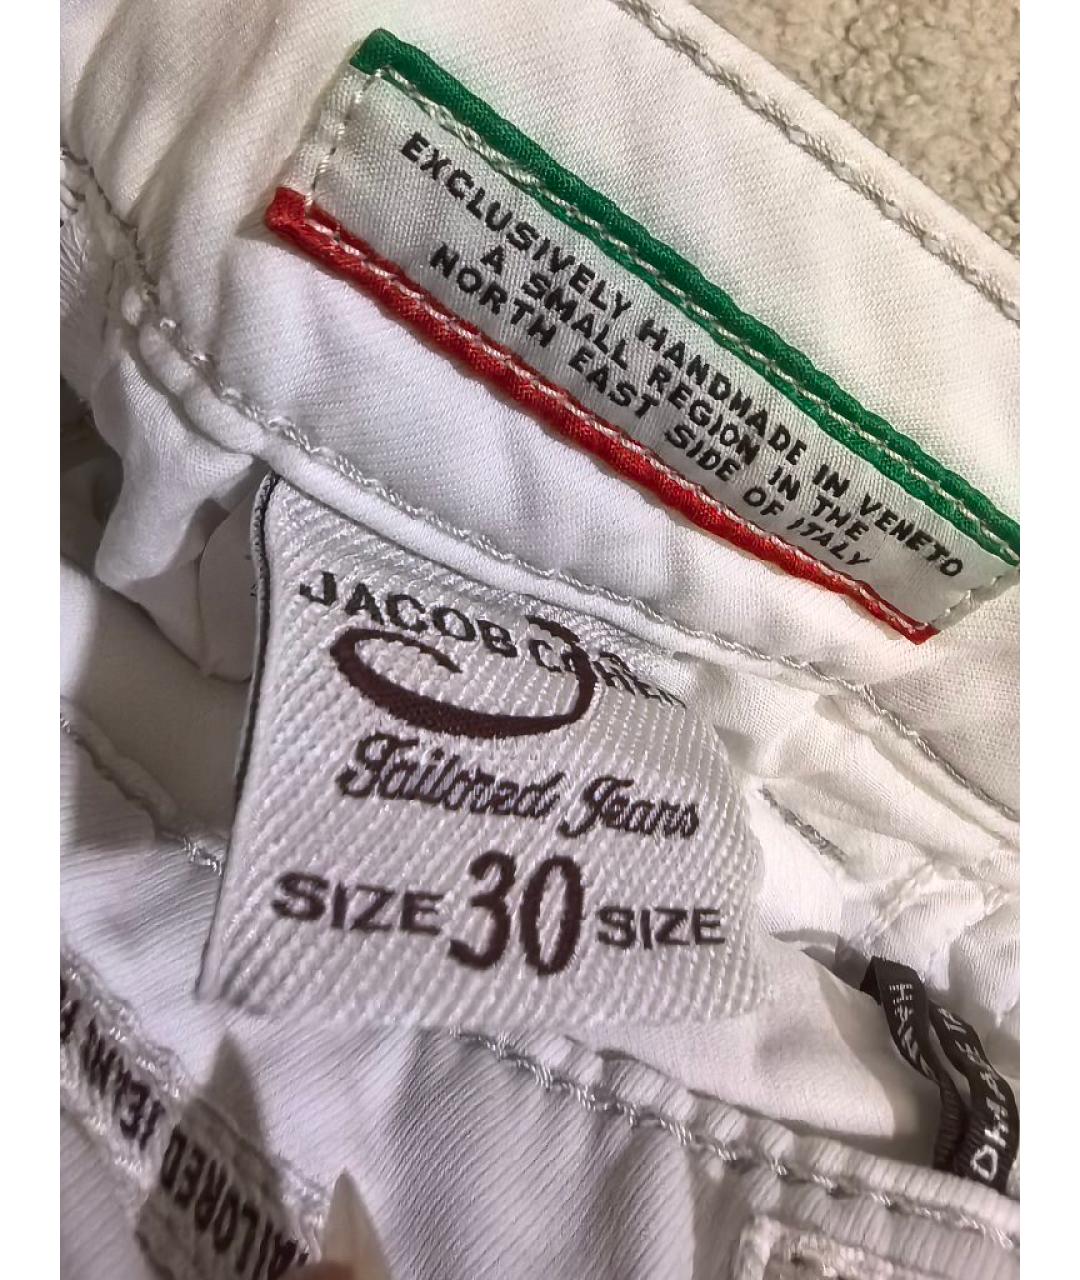 EXCLUSIVELY HANDMADE IN VENETO
A SMALL REGION IN THE
NORTH EAST SIDE OF ITALY
JACOB COHËN
Tailored Jeans
SIZE 30 SIZE
TAILORED JEANS